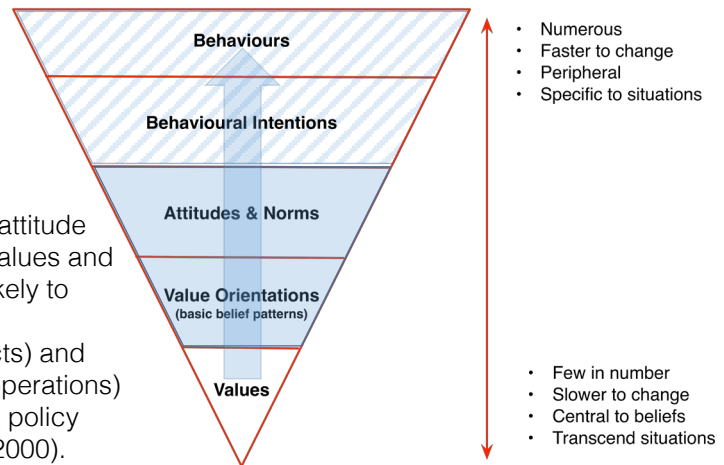 Behaviours
Behavioural Intentions
Attitudes & Norms
Value Orientations
(basic belief patterns)
Values
• Numerous
• Faster to change
• Peripheral
• Specific to situations
• Few in number
• Slower to change
• Central to beliefs
• Transcend situations
attitude
alues and
kely to
cts) and
operations)
policy
2000).